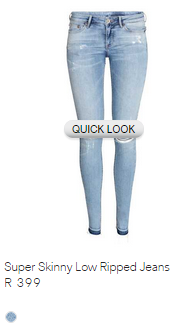 QUICK LOOK
Super Skinny Low Ripped Jeans
R 399